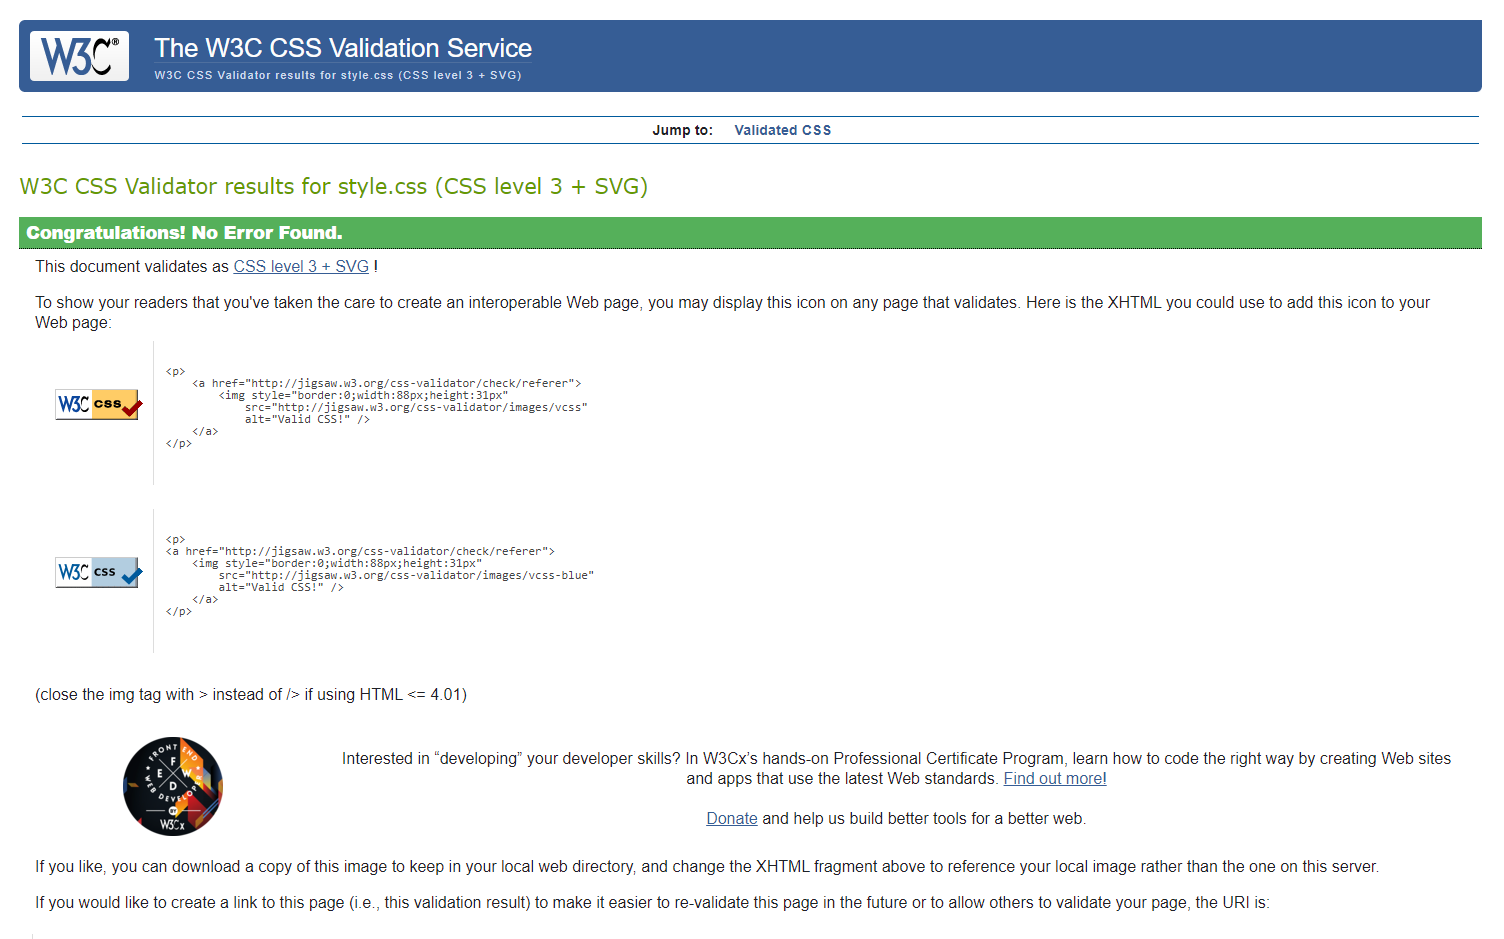 W3C®
The W3C CSS Validation Service
W3C CSS Validator results for style.css (CSS level 3 + SVG)
Jump to: Validated CSS
W3C CSS Validator results for style.css (CSS level 3 + SVG)
Congratulations! No Error Found.
This document validates as CSS level 3 + SVG !
To show your readers that you've taken the care to create an interoperable Web page, you may display this icon on any page that validates. Here is the XHTML you could use to add this icon to your
Web page:
W3C CSS
<p>
<a href="http://jigsaw.w3.org/css-validator/check/referer">
<img style="border:0;width:88px;height:31px"
src="http://jigsaw.w3.org/css-validator/images/vcss"
alt="Valid CSS!" />
</a>
</p>
W3C CSS
<p>
<a href="http://jigsaw.w3.org/css-validator/check/referer">
<img style="border:0;width:88px;height:31px"
src="http://jigsaw.w3.org/css-validator/images/vcss-blue"
alt="Valid CSS!" />
</a>
</p>
(close the img tag with > instead of /> if using HTML <= 4.01)
FRONT END
F
E W
D
WEB DEVELOPER
BY
W3Cx
Interested in “developing” your developer skills? In W3Cx’s hands-on Professional Certificate Program, learn how to code the right way by creating Web sites
and apps that use the latest Web standards. Find out more!
Donate and help us build better tools for a better web.
If you like, you can download a copy of this image to keep in your local web directory, and change the XHTML fragment above to reference your local image rather than the one on this server.
If you would like to create a link to this page (i.e., this validation result) to make it easier to re-validate this page in the future or to allow others to validate your page, the URI is: